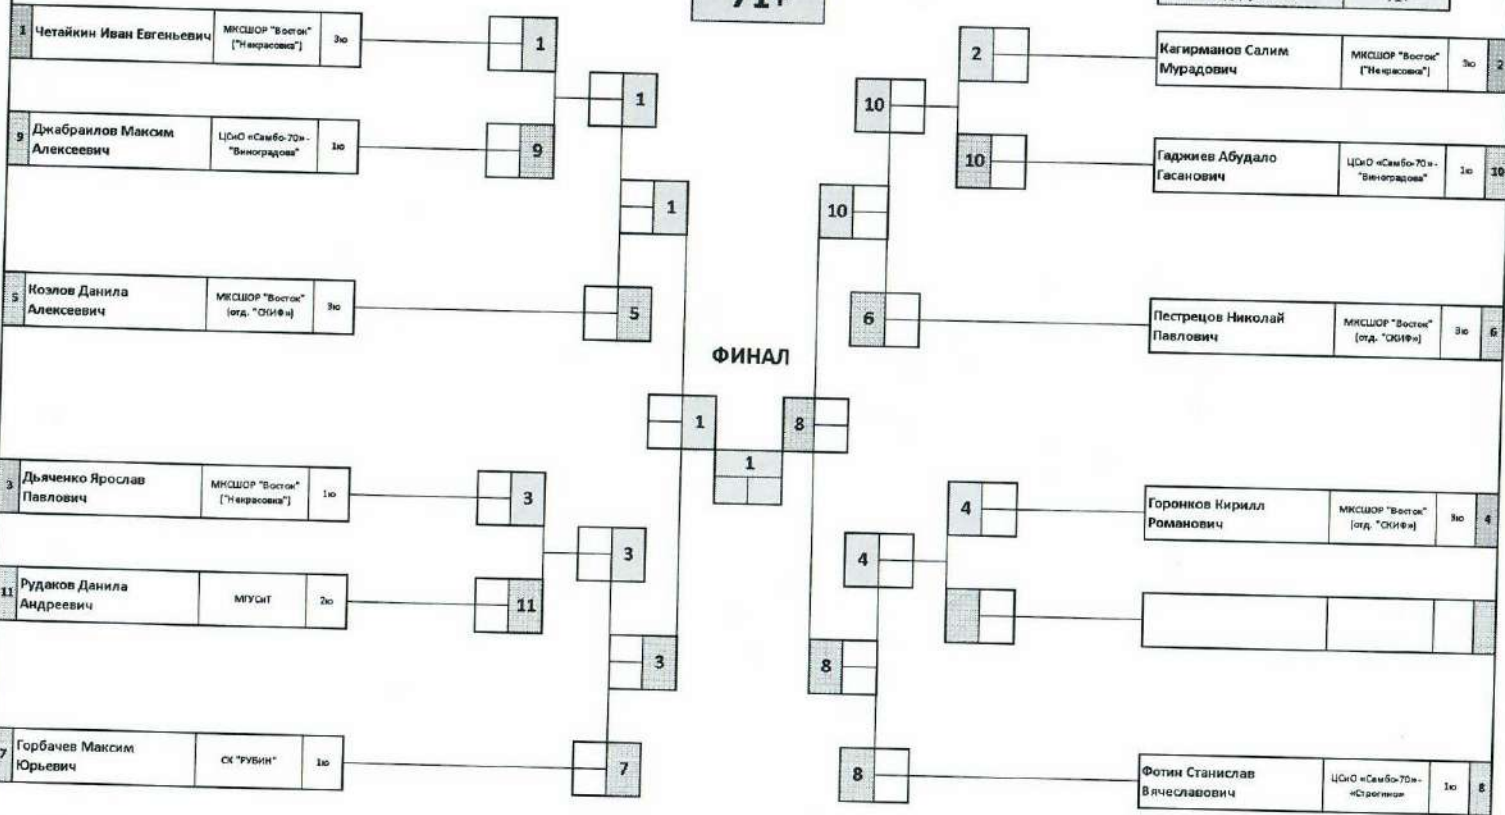 71+
1 Четайкин Иван Евгеньевич МКСШОР "Восток" ("Некрасовка") 3ю
1
1
9 Джабраилов Максим Алексеевич ЦСиО «Самбо-70» - "Виноградова" 1ю
9
1
5 Козлов Данила Алексеевич МКСШОР "Восток" (отд. "СКИФ») 3ю
5
1
3 Дьяченко Ярослав Павлович МКСШОР "Восток" ("Некрасовка") 1ю
3
3
11 Рудаков Данила Андреевич МГУСиТ 2ю
11
3
7 Горбачев Максим Юрьевич СК "РУБИН" 1ю
7
ФИНАЛ
1
2
Кагирманов Салим Мурадович МКСШОР "Восток" ("Некрасовка") 3ю 2
10
10
Гаджиев Абудало Гасанович ЦСиО «Самбо-70» - "Виноградова" 1ю 10
10
6
Пестрецов Николай Павлович МКСШОР "Восток" (отд. "СКИФ») 3ю 6
8
4
Горонков Кирилл Романович МКСШОР "Восток" (отд. "СКИФ») 3ю 4
4
8
8
Фотин Станислав Вячеславович ЦСиО «Самбо-70» - «Строгино» 1ю 8